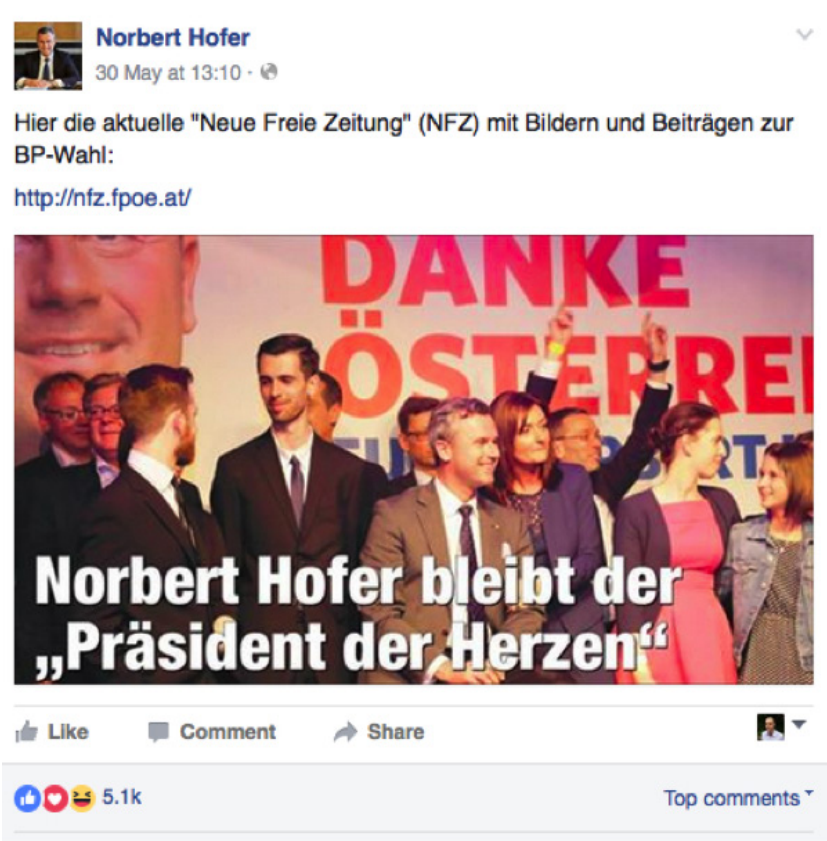 Norbert Hofer
30 May at 13:10 ·
Hier die aktuelle "Neue Freie Zeitung" (NFZ) mit Bildern und Beiträgen zur
BP-Wahl:
http://nfz.fpoe.at/
DANKE
ÖSTERREI
Norbert Hofer bleibt der
„Präsident der Herzen“
Like Comment Share
5.1k Top comments